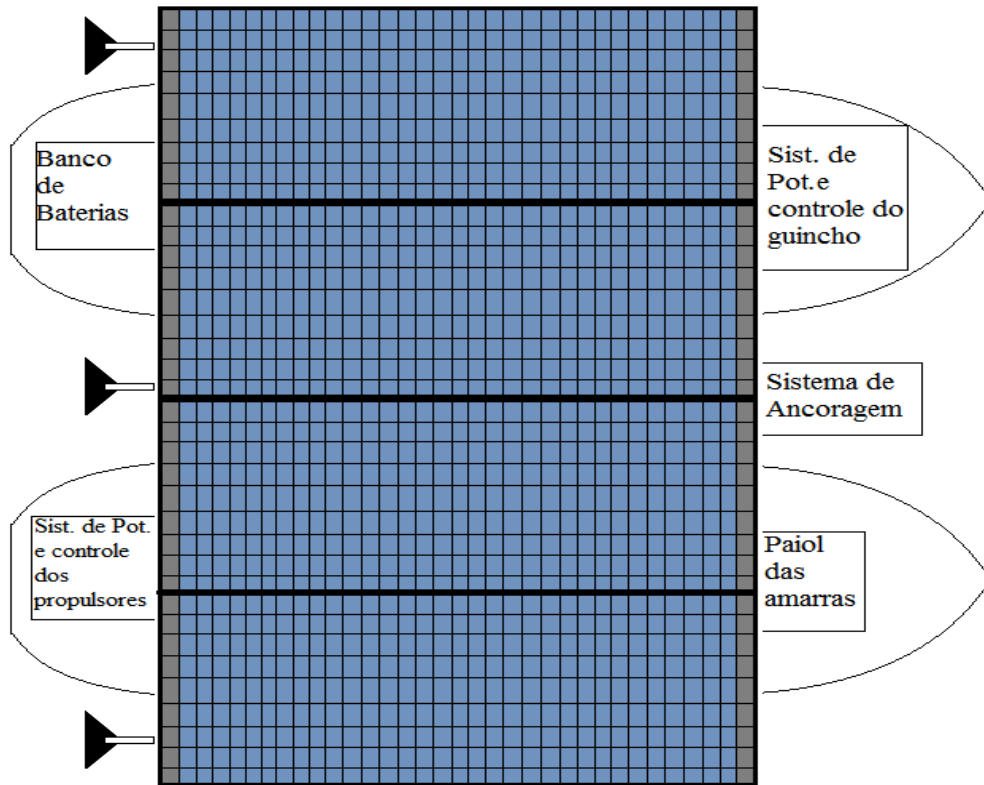 Banco
de
Baterias
Sist. de
Pot.e
controle do
guincho
Sistema de
Ancoragem
Sist. de Pot.
e controle
dos
propulsores
Paiol
das
amarras